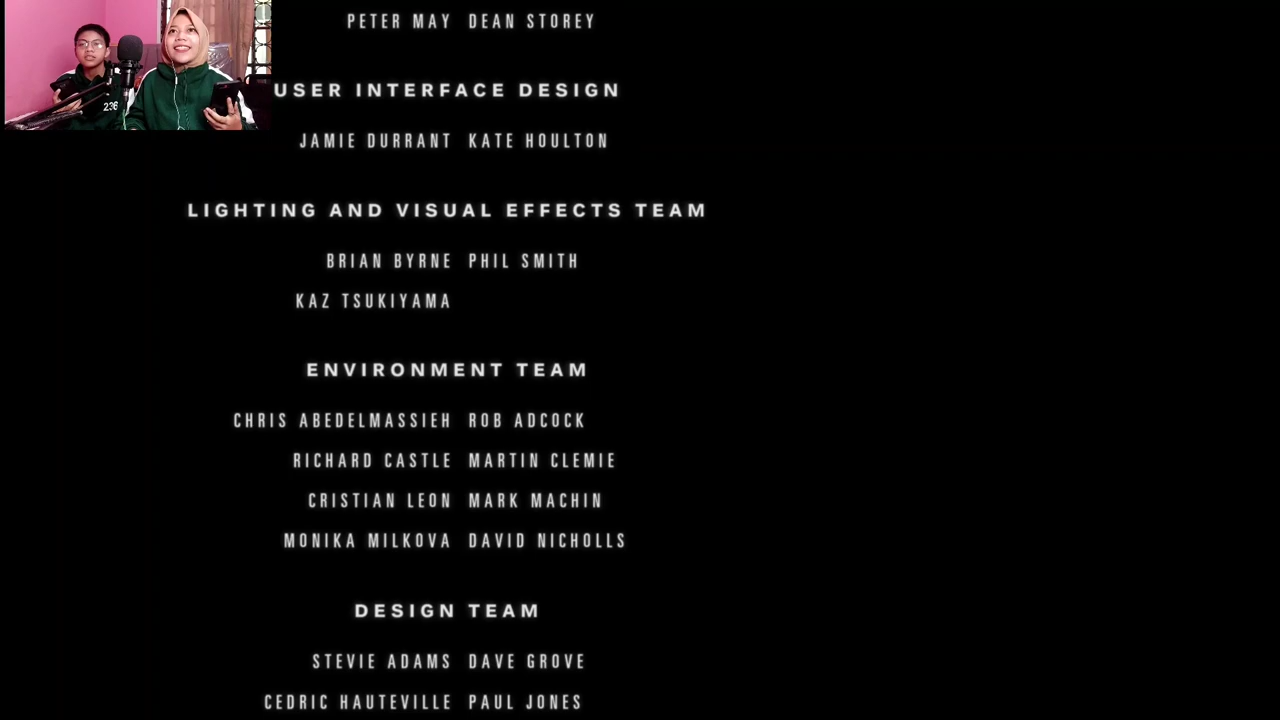 PETER MAY DEAN STOREY
USER INTERFACE DESIGN
JAMIE DURRANT KATE HOULTON
LIGHTING AND VISUAL EFFECTS TEAM
BRIAN BYRNE PHIL SMITH
KAZ TSUKIYAMA
ENVIRONMENT TEAM
CHRIS ABEDELMASSIEH ROB ADCOCK
RICHARD CASTLE MARTIN CLEMIE
CRISTIAN LEON MARK MACHIN
MONIKA MILKOVA DAVID NICHOLLS
DESIGN TEAM
STEVIE ADAMS DAVE GROVE
CEDRIC HAUTEVILLE PAUL JONES
236